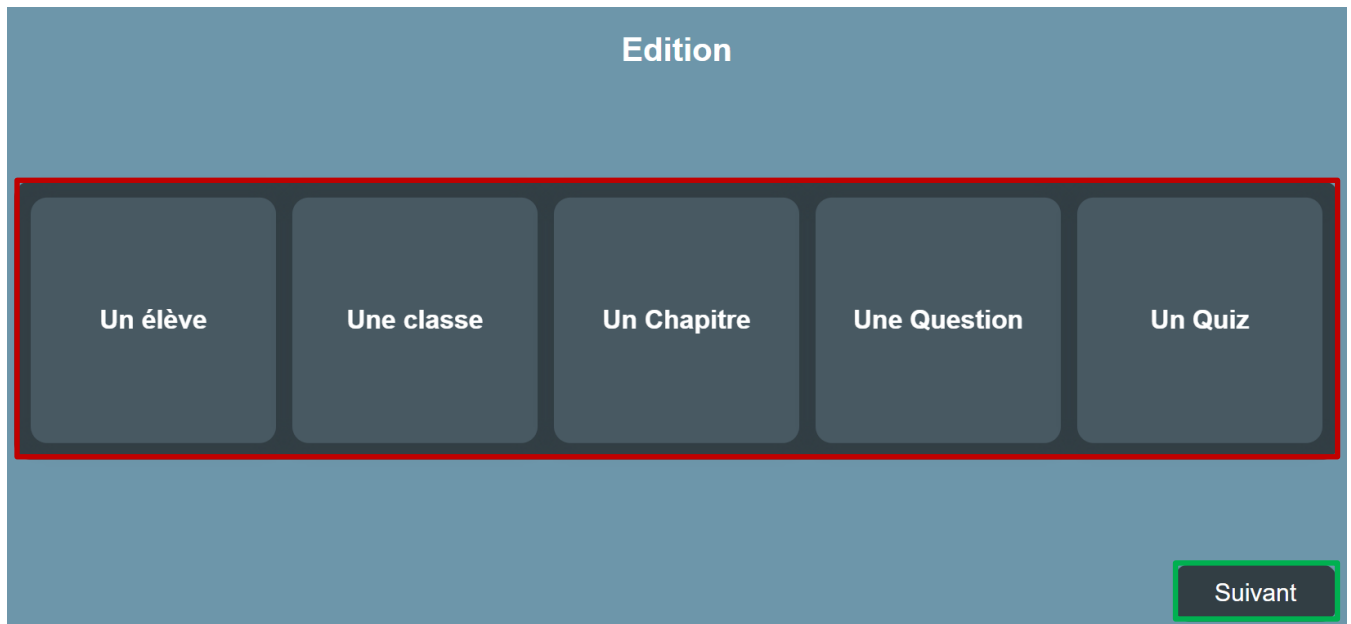 Edition
Un élève
Une classe
Un Chapitre
Une Question
Un Quiz
Suivant